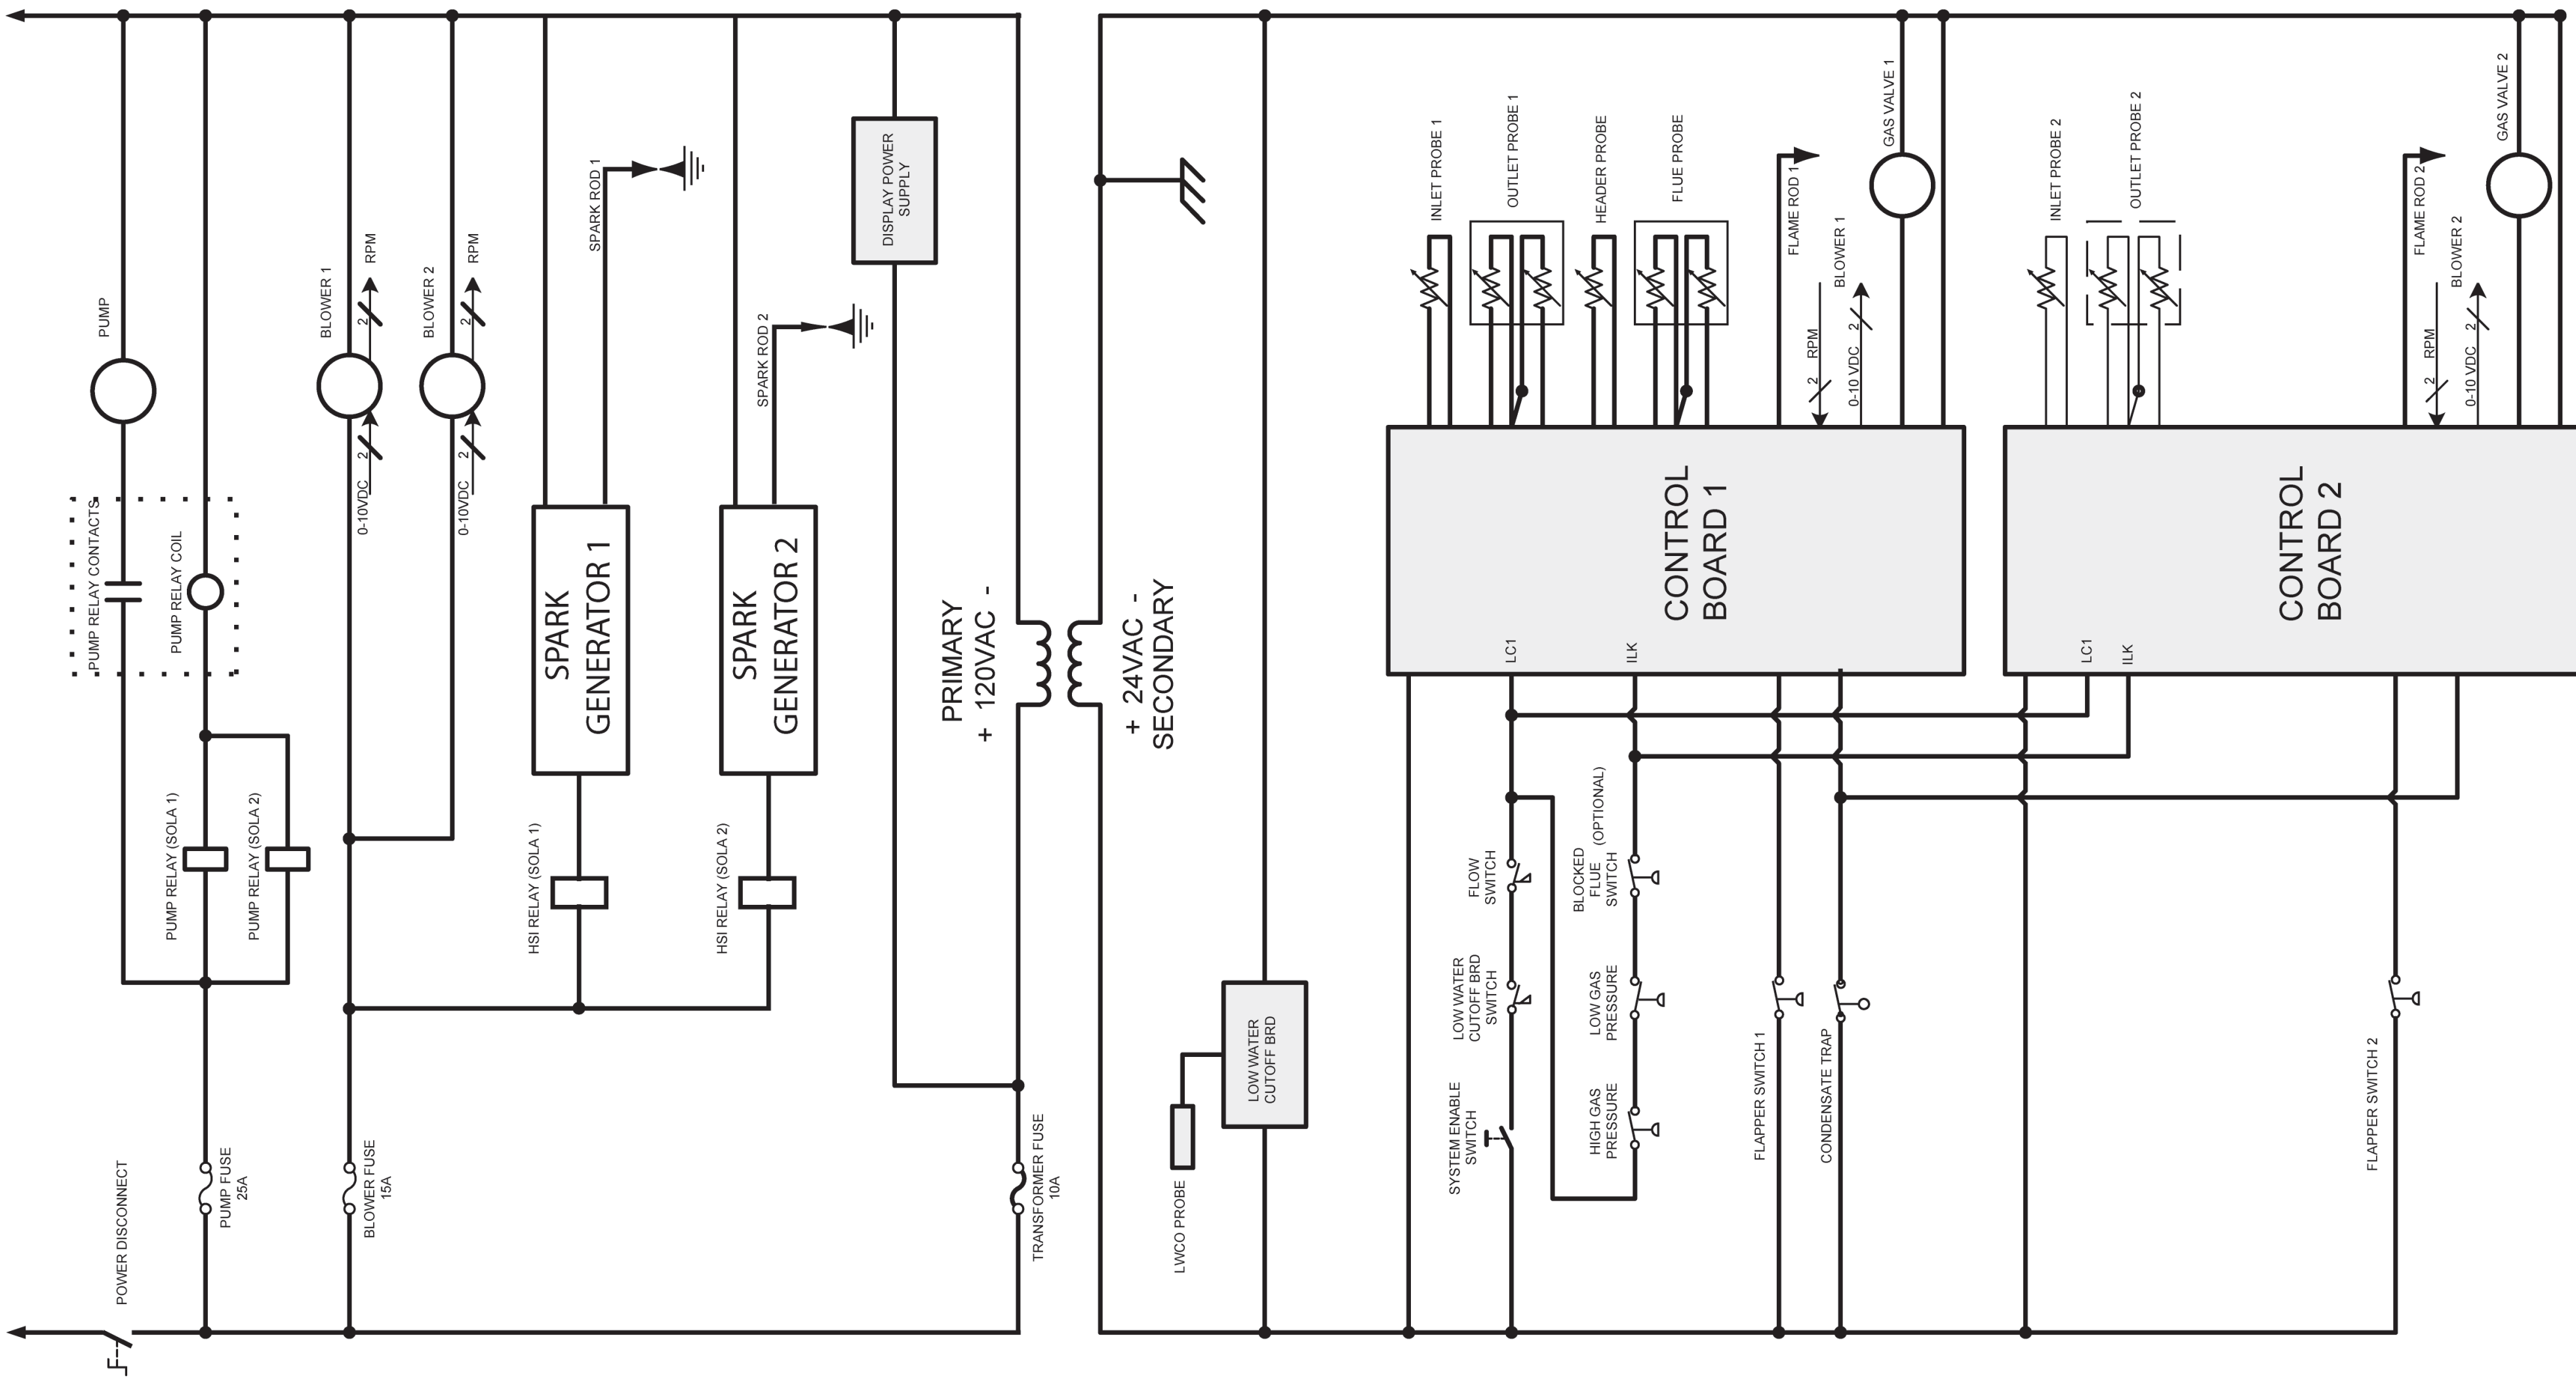 PUMP
PUMP RELAY CONTACTS
PUMP RELAY COIL
PUMP RELAY (SOLA 1)
PUMP RELAY (SOLA 2)
POWER DISCONNECT
PUMP FUSE
25A
BLOWER 1
2
RPM
2
0-10VDC
BLOWER 2
2
RPM
2
0-10VDC
BLOWER FUSE
15A
SPARK ROD 1
SPARK
GENERATOR 1
HSI RELAY (SOLA 1)
SPARK ROD 2
SPARK
GENERATOR 2
HSI RELAY (SOLA 2)
DISPLAY POWER
SUPPLY
PRIMARY
+ 120VAC -
+ 24VAC -
SECONDARY
TRANSFORMER FUSE
10A
LWCO PROBE
LOW WATER
CUTOFF BRD
INLET PROBE 1
OUTLET PROBE 1
HEADER PROBE
FLUE PROBE
FLAME ROD 1
RPM
2
BLOWER 1
0-10 VDC
2
GAS VALVE 1
CONTROL
BOARD 1
LC1
ILK
FLOW
SWITCH
LOW WATER
CUTOFF BRD
SWITCH
SYSTEM ENABLE
SWITCH
BLOCKED
FLUE
SWITCH
(OPTIONAL)
LOW GAS
PRESSURE
HIGH GAS
PRESSURE
FLAPPER SWITCH 1
CONDENSATE TRAP
INLET PROBE 2
OUTLET PROBE 2
FLAME ROD 2
RPM
2
BLOWER 2
0-10 VDC
2
GAS VALVE 2
CONTROL
BOARD 2
LC1
ILK
FLAPPER SWITCH 2